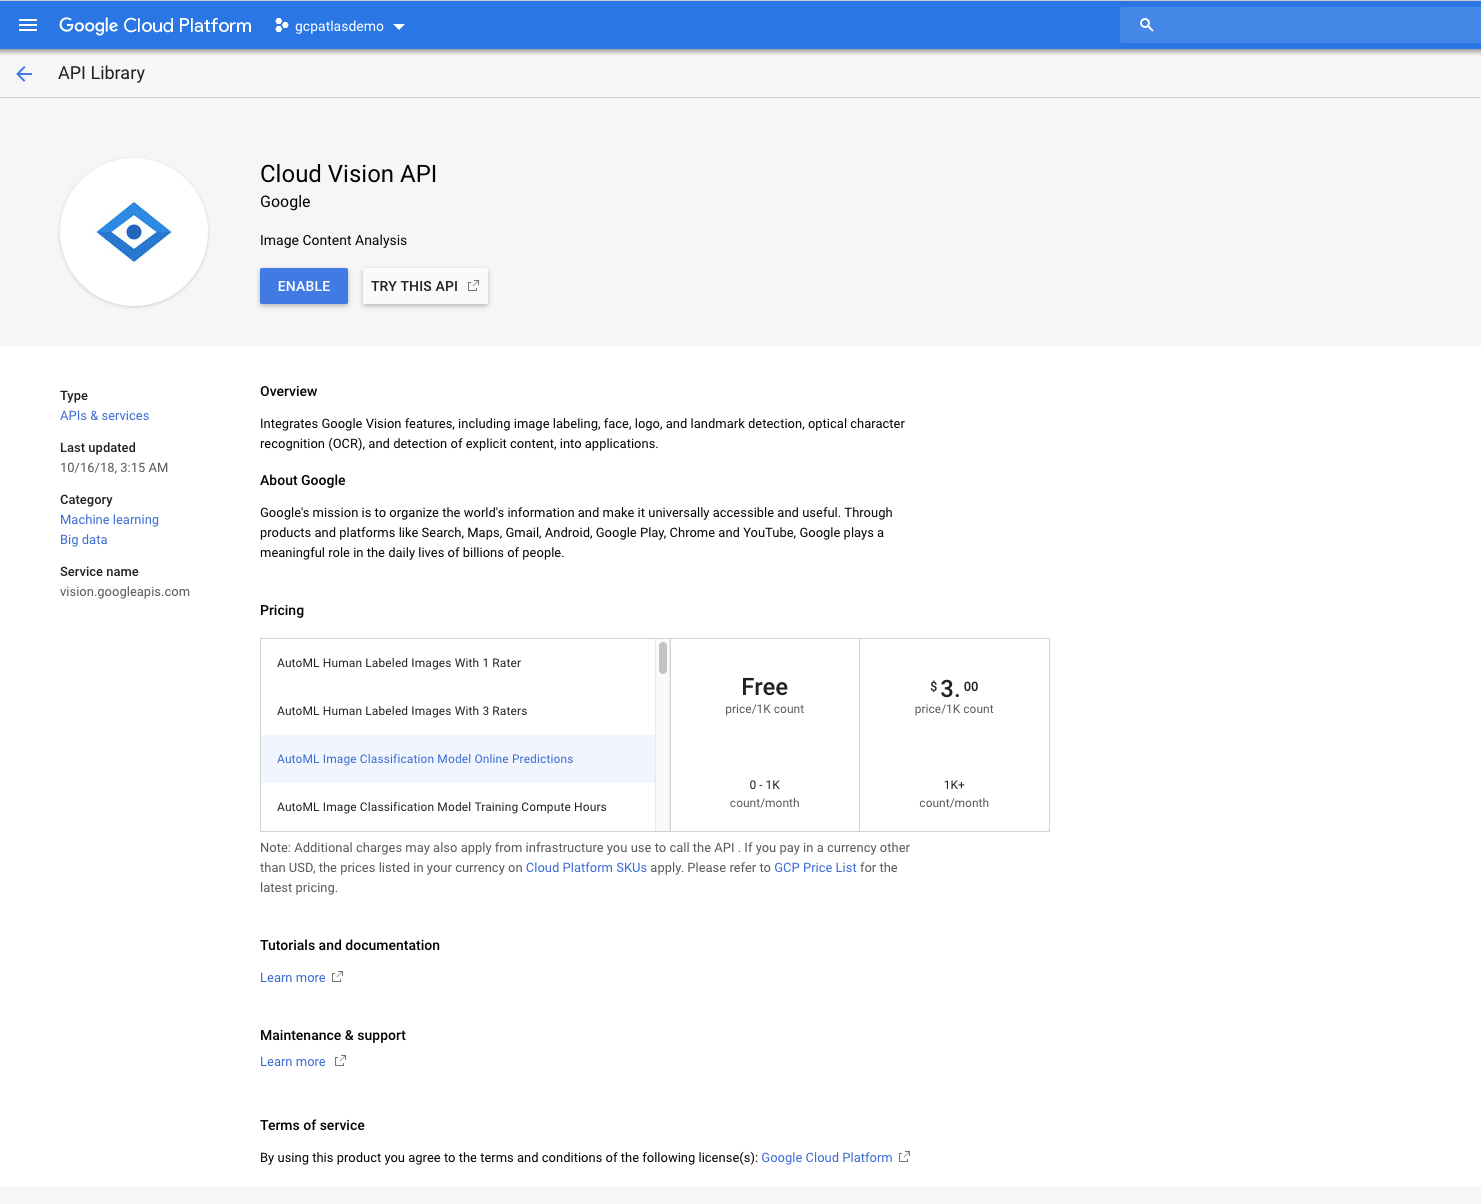 Google Cloud Platform
gcpatlasdemo
API Library
Cloud Vision API
Google
Image Content Analysis
ENABLE
TRY THIS API
Type
APIs & services
Last updated
10/16/18, 3:15 AM
Category
Machine learning
Big data
Service name
vision.googleapis.com
Overview
Integrates Google Vision features, including image labeling, face, logo, and landmark detection, optical character
recognition (OCR), and detection of explicit content, into applications.
About Google
Google's mission is to organize the world's information and make it universally accessible and useful. Through
products and platforms like Search, Maps, Gmail, Android, Google Play, Chrome and YouTube, Google plays a
meaningful role in the daily lives of billions of people.
Pricing
AutoML Human Labeled Images With 1 Rater
AutoML Human Labeled Images With 3 Raters
AutoML Image Classification Model Online Predictions
AutoML Image Classification Model Training Compute Hours
Free
price/1K count
0 - 1K
count/month
$ 3. 00
price/1K count
1K+
count/month
Note: Additional charges may also apply from infrastructure you use to call the API . If you pay in a currency other
than USD, the prices listed in your currency on Cloud Platform SKUs apply. Please refer to GCP Price List for the
latest pricing.
Tutorials and documentation
Learn more
Maintenance & support
Learn more
Terms of service
By using this product you agree to the terms and conditions of the following license(s): Google Cloud Platform